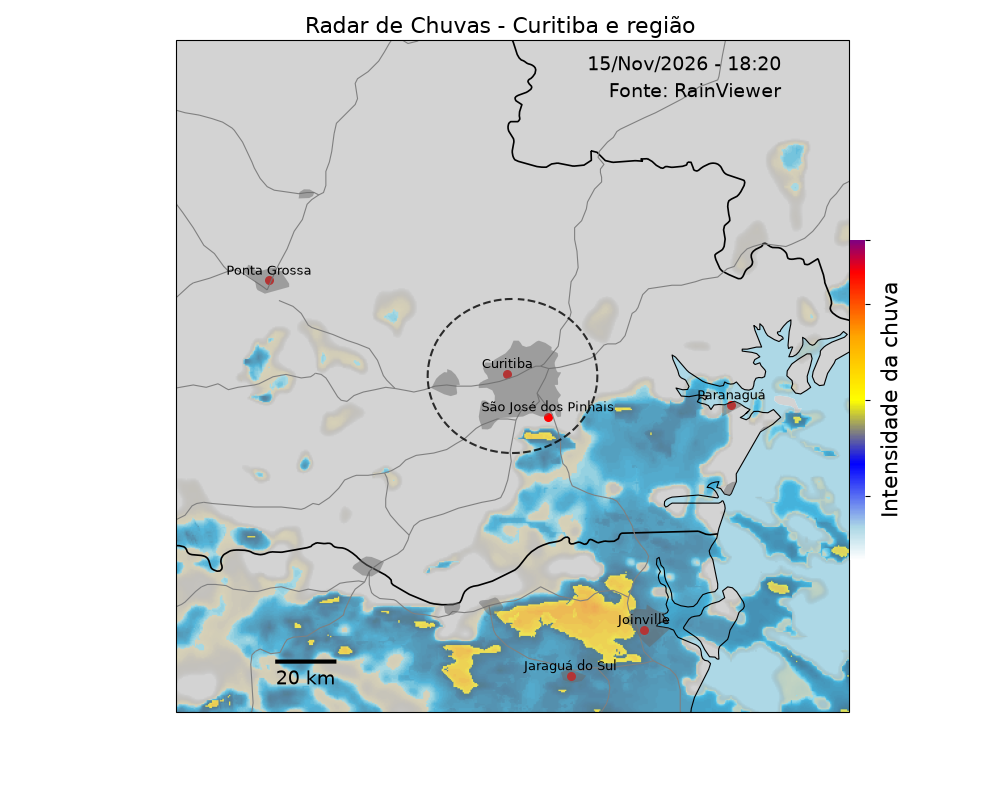 Radar de Chuvas - Curitiba e região
15/Nov/2026 - 18:20
Fonte: RainViewer
Ponta Grossa
Curitiba
Paranaguá
São José dos Pinhais
Intensidade da chuva
Joinville
Jaraguá do Sul
20 km